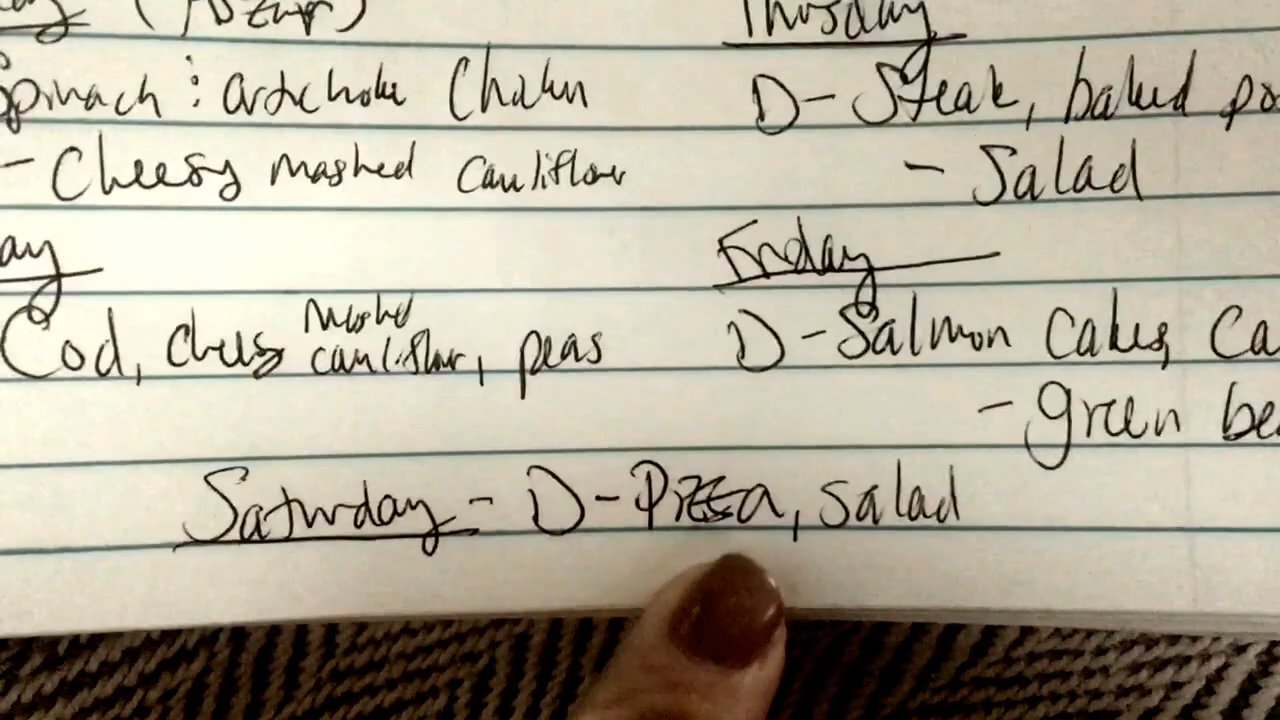 Thursday
Spinach : artichoke Chicken
D- Steak, baked
- Cheesy mashed cauliflower
- Salad
Friday
Mashed
Cod, cheesy cauliflower, peas
D- Salmon Cakes,
- green
Saturday - D- Pizza, salad